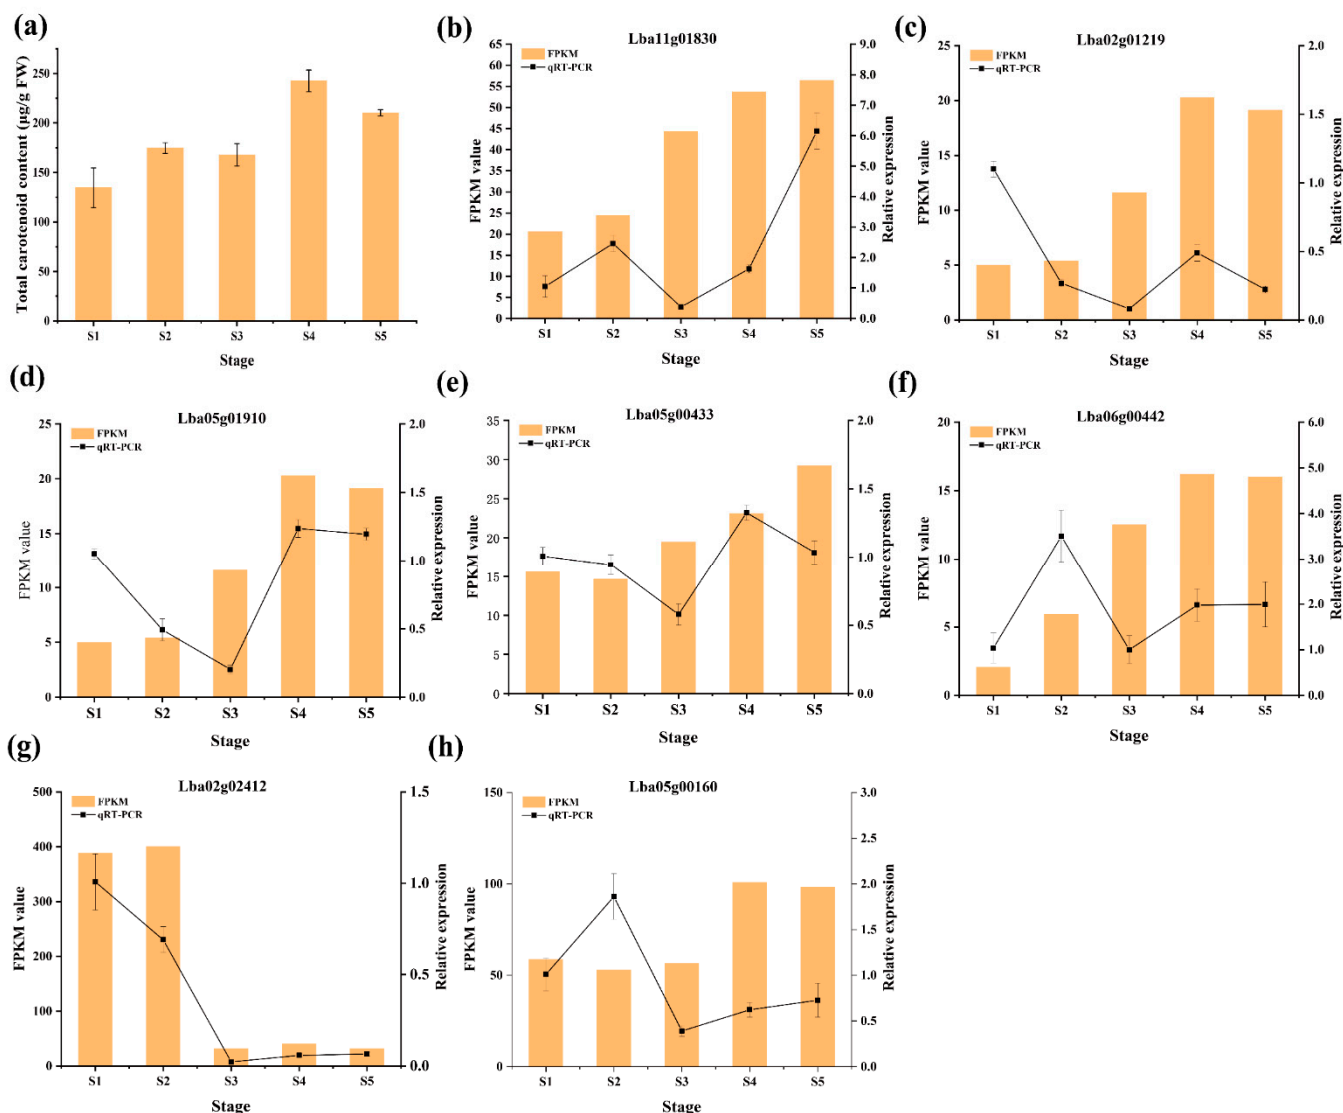 (a)
Total carotenoid content (µg/g FW)
250
200
150
100
50
0
S1 S2 S3 S4 S5
Stage
(b)
Lba11g01830
FPKM
qRT-PCR
FPKM value
65
60
55
50
45
40
35
30
25
20
15
10
5
0
Relative expression
9.0
8.0
7.0
6.0
5.0
4.0
3.0
2.0
1.0
0.0
S1 S2 S3 S4 S5
Stage
(c)
Lba02g01219
FPKM
qRT-PCR
FPKM value
25
20
15
10
5
0
Relative expression
2.0
1.5
1.0
0.5
0.0
S1 S2 S3 S4 S5
Stage
(d)
Lba05g01910
FPKM
qRT-PCR
FPKM value
25
20
15
10
5
0
Relative expression
2.0
1.5
1.0
0.5
0.0
S1 S2 S3 S4 S5
Stage
(e)
Lba05g00433
FPKM
qRT-PCR
FPKM value
35
30
25
20
15
10
5
0
Relative expression
2.0
1.5
1.0
0.5
0.0
S1 S2 S3 S4 S5
Stage
(f)
Lba06g00442
FPKM
qRT-PCR
FPKM value
20
15
10
5
0
Relative expression
6.0
5.0
4.0
3.0
2.0
1.0
0.0
S1 S2 S3 S4 S5
Stage
(g)
Lba02g02412
FPKM
qRT-PCR
FPKM value
500
400
300
200
100
0
Relative expression
1.5
1.0
0.5
0.0
S1 S2 S3 S4 S5
Stage
(h)
Lba05g00160
FPKM
qRT-PCR
FPKM value
150
100
50
0
Relative expression
3.0
2.5
2.0
1.5
1.0
0.5
0.0
S1 S2 S3 S4 S5
Stage